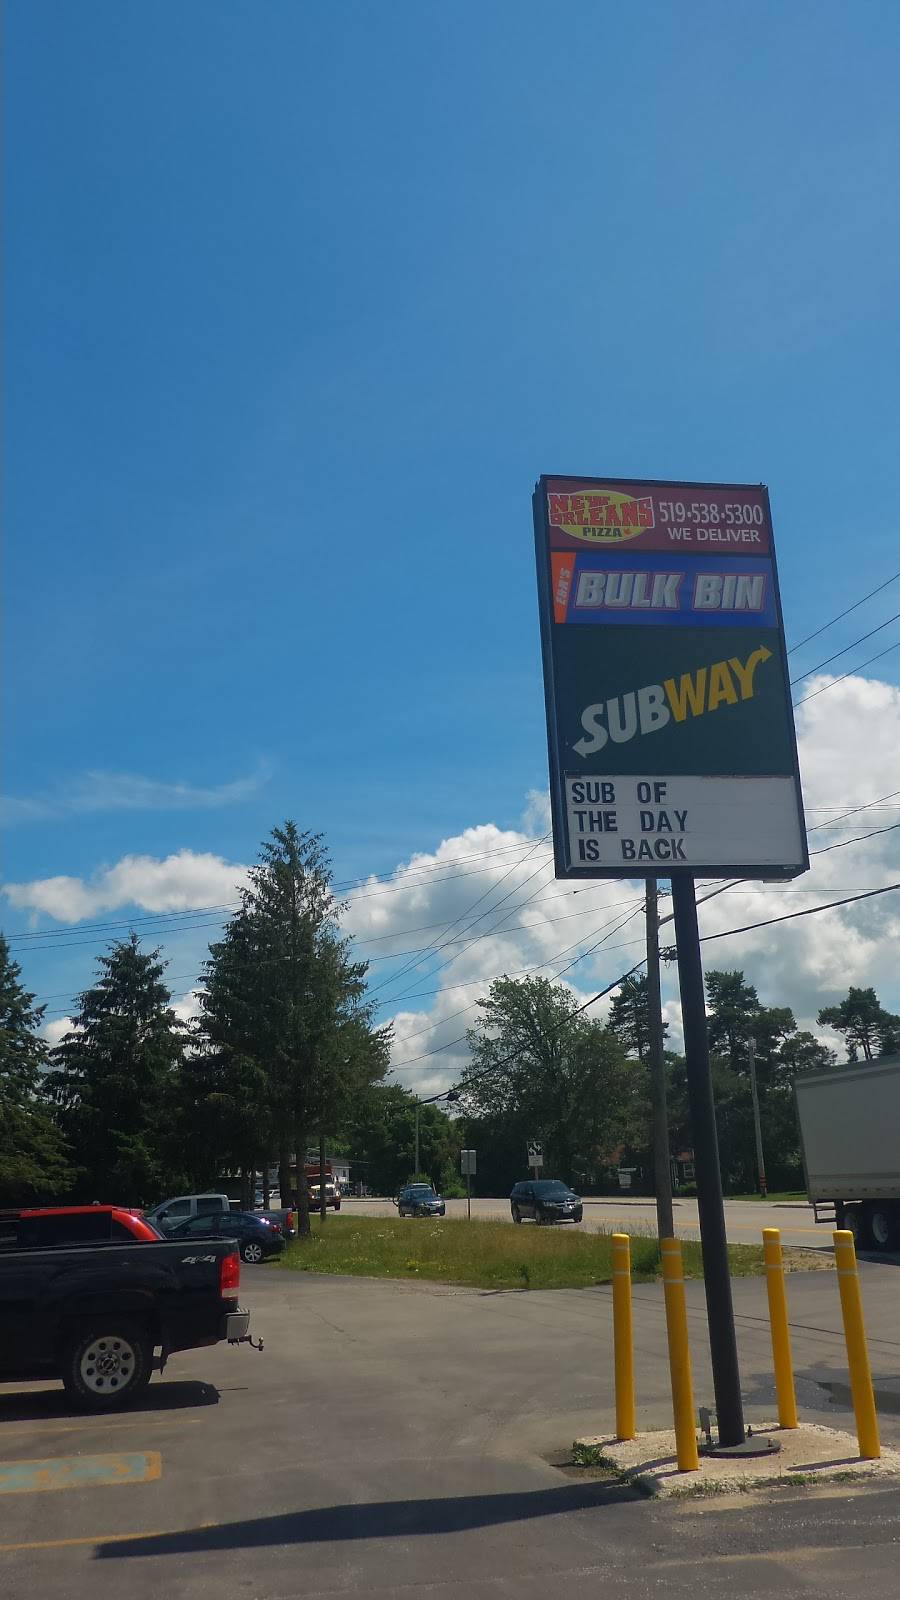 NEW ORLEANS
PIZZA
519·538·5300
WE DELIVER
BULK BIN
SUBWAY
SUB OF
THE DAY
IS BACK
4x4